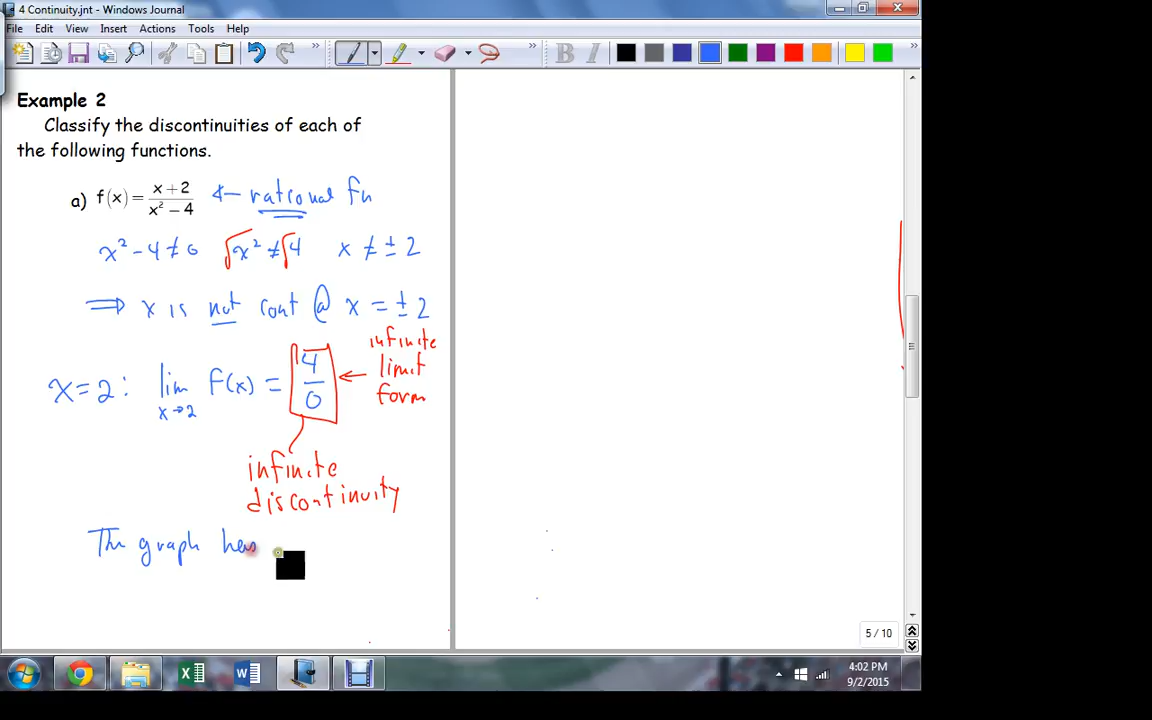 4 Continuity.jnt - Windows Journal
File Edit View Insert Actions Tools Help
B I
Example 2
Classify the discontinuities of each of
the following functions.
a) f(x) = (x+2)/(x² − 4) ← rational fn
x² − 4 ≠ 0 √x² ≠ √4 x ≠ ± 2
⟹ x is not cont @ x = ± 2
infinite
limit
form
x = 2 : lim x→2 f(x) = 4/0 ←
infinite
discontinuity
The graph has
5 / 10
4:02 PM
9/2/2015